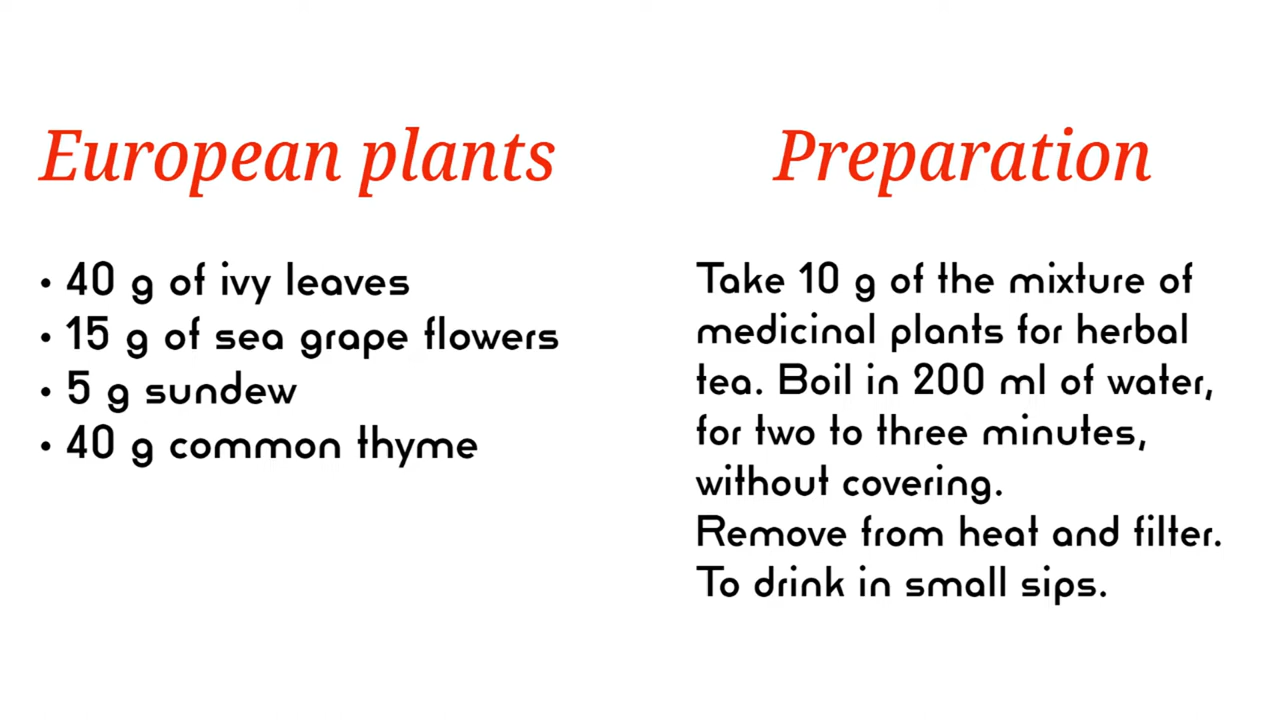 European plants
• 40 g of ivy leaves
• 15 g of sea grape flowers
• 5 g sundew
• 40 g common thyme
Preparation
Take 10 g of the mixture of
medicinal plants for herbal
tea. Boil in 200 ml of water,
for two to three minutes,
without covering.
Remove from heat and filter.
To drink in small sips.